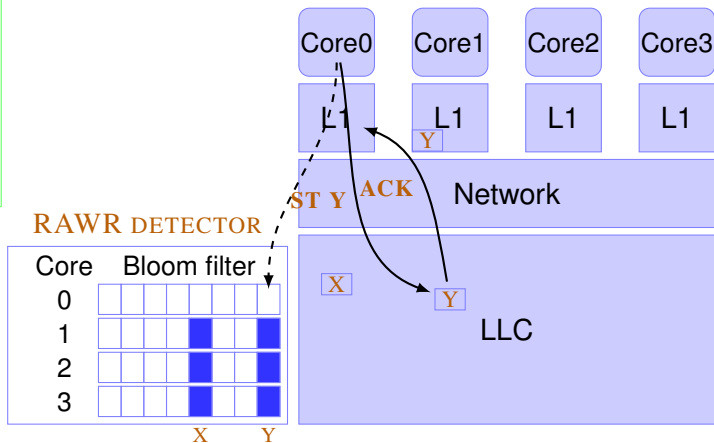 Core0 Core1 Core2 Core3
L1 L1 L1 L1
Y
ST Y ACK Network
RAWR DETECTOR
Core Bloom filter
0
1
2
3
X Y
X
Y
LLC